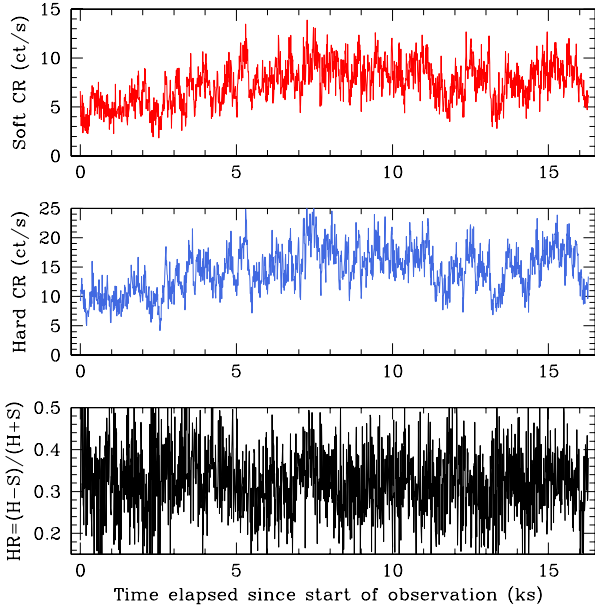 15
10
5
0
Soft CR (ct/s)
0 5 10 15
25
20
15
10
5
0
Hard CR (ct/s)
0 5 10 15
0.5
0.4
0.3
0.2
HR=(H−S)/(H+S)
0 5 10 15
Time elapsed since start of observation (ks)